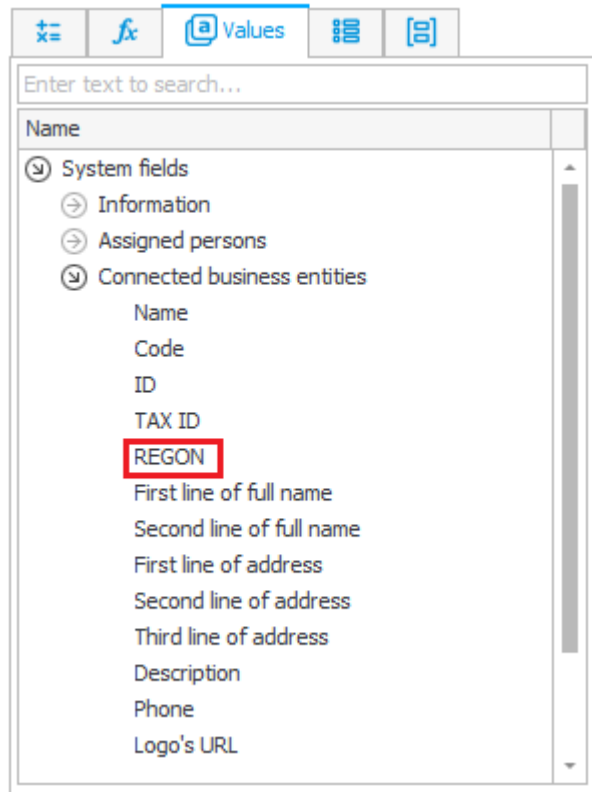 fx
Values
Enter text to search...
Name
System fields
Information
Assigned persons
Connected business entities
Name
Code
ID
TAX ID
REGON
First line of full name
Second line of full name
First line of address
Second line of address
Third line of address
Description
Phone
Logo's URL